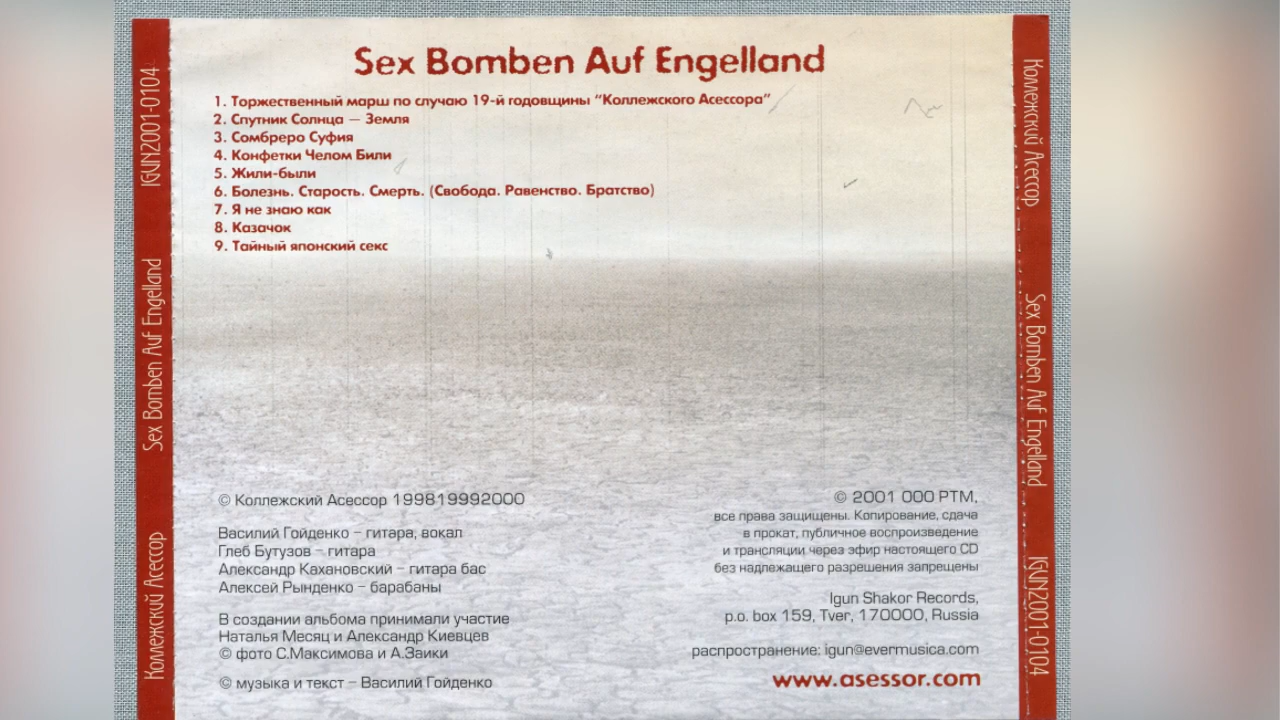 Sex Bomben Auf Engelland
1. Торжественный марш по случаю 19-й годовщины "Коллежского Асессора"
2. Спутник Солнца — Земля
3. Сомбреро Суфия
4. Конфетки Челом Били
5. Жили-были
6. Болезнь. Старость. Смерть. (Свобода. Равенство. Братство)
7. Я не знаю как
8. Казачок
9. Тайный японский секс
© Коллежский Асессор 199819992000
Василий Гойденко – гитара, вокал
Глеб Бутузов – гитара
Александр – гитара бас
Алексей Рынденко – барабаны
В создании альбома принимали участие
Наталья Месяц и Александр Киевцев
© фото С.Максимова и А.Заики
© музыка и текст – Василий Гойденко
© 2001 ООО РТМ,
все права защищены. Копирование, сдача
в прокат, публичное воспроизведение
и трансляции через эфир настоящего CD
без надлежащего разрешения запрещены
Igun Shakor Records,
p.o. box 159, Tver, 170000, Russia
распространение: igun@evermusica.com
www.asessor.com
Коллежский Асессор
Sex Bomben Auf Engelland
IGUN2001-0104
Коллежский Асессор
Sex Bomben Auf Engelland
IGUN2001-0104